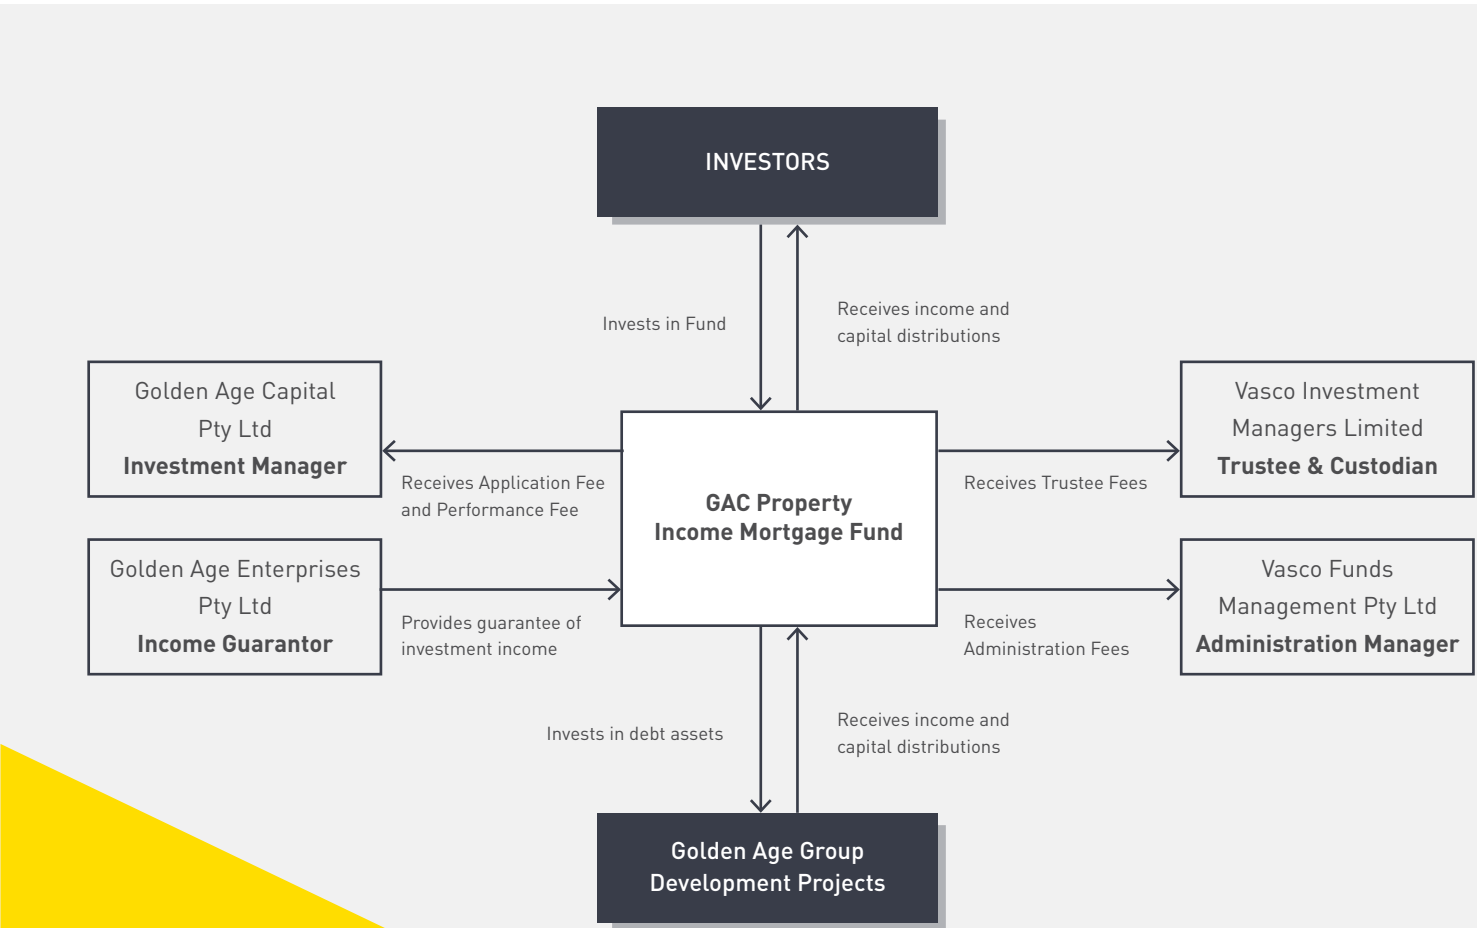 INVESTORS
Invests in Fund
Receives income and
capital distributions
Golden Age Capital
Pty Ltd
Investment Manager
Receives Application Fee
and Performance Fee
GAC Property
Income Mortgage Fund
Vasco Investment
Managers Limited
Trustee & Custodian
Receives Trustee Fees
Golden Age Enterprises
Pty Ltd
Income Guarantor
Provides guarantee of
investment income
Receives
Administration Fees
Vasco Funds
Management Pty Ltd
Administration Manager
Invests in debt assets
Receives income and
capital distributions
Golden Age Group
Development Projects